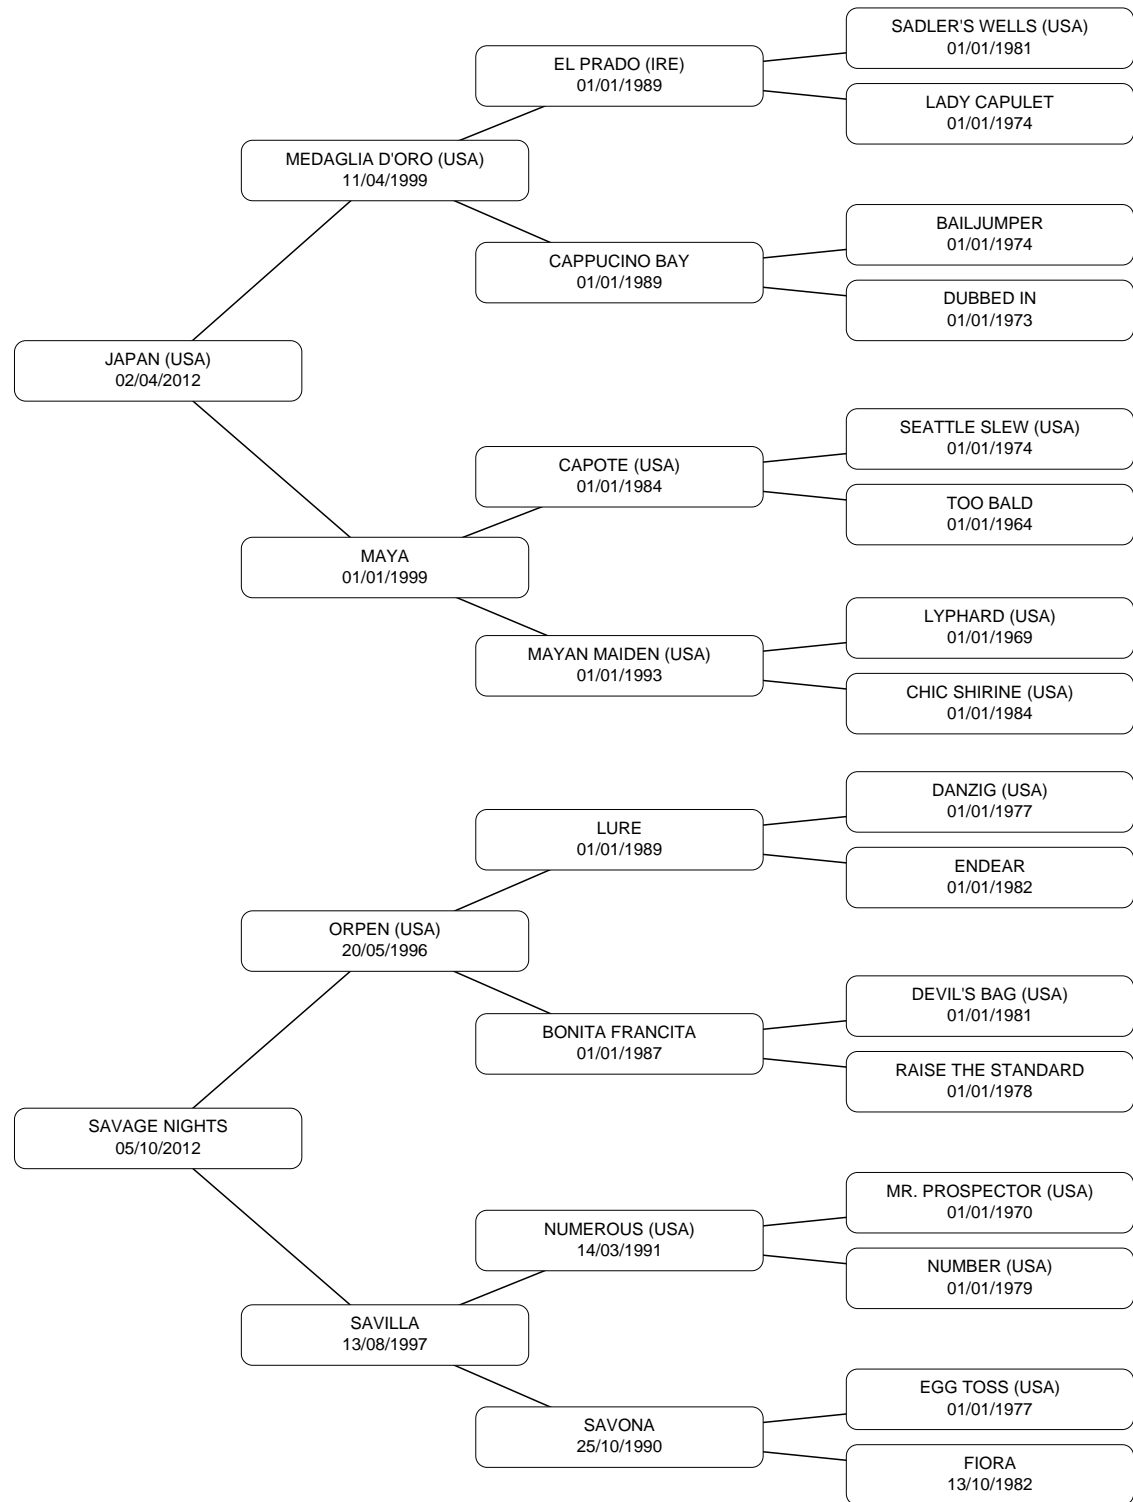 SADLER'S WELLS (USA)
01/01/1981
EL PRADO (IRE)
01/01/1989
LADY CAPULET
01/01/1974
MEDAGLIA D'ORO (USA)
11/04/1999
BAILJUMPER
01/01/1974
CAPPUCINO BAY
01/01/1989
DUBBED IN
01/01/1973
JAPAN (USA)
02/04/2012
SEATTLE SLEW (USA)
01/01/1974
CAPOTE (USA)
01/01/1984
TOO BALD
01/01/1964
MAYA
01/01/1999
LYPHARD (USA)
01/01/1969
MAYAN MAIDEN (USA)
01/01/1993
CHIC SHIRINE (USA)
01/01/1984
DANZIG (USA)
01/01/1977
LURE
01/01/1989
ENDEAR
01/01/1982
ORPEN (USA)
20/05/1996
DEVIL'S BAG (USA)
01/01/1981
BONITA FRANCITA
01/01/1987
RAISE THE STANDARD
01/01/1978
SAVAGE NIGHTS
05/10/2012
MR. PROSPECTOR (USA)
01/01/1970
NUMEROUS (USA)
14/03/1991
NUMBER (USA)
01/01/1979
SAVILLA
13/08/1997
EGG TOSS (USA)
01/01/1977
SAVONA
25/10/1990
FIORA
13/10/1982